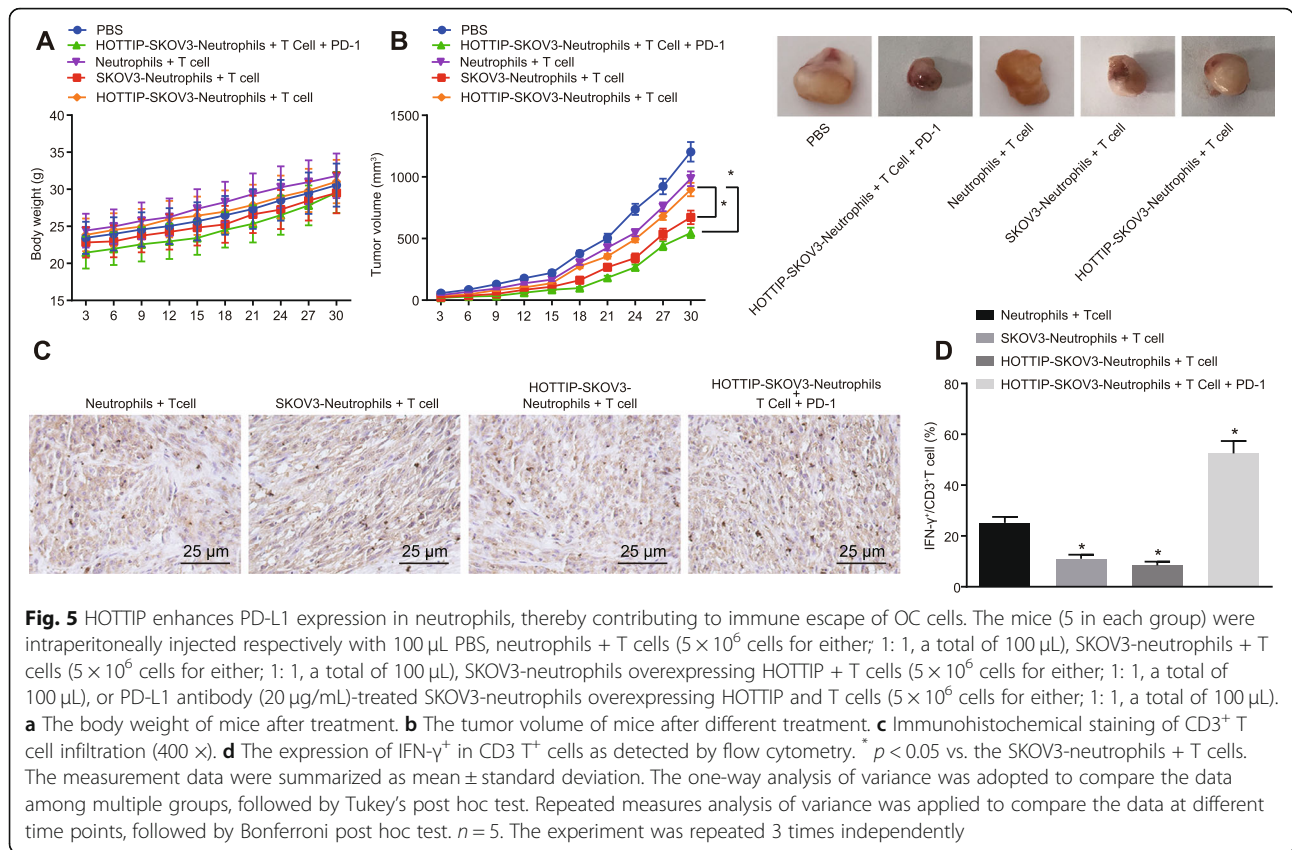 A
PBS
HOTTIP-SKOV3-Neutrophils + T Cell + PD-1
Neutrophils + T cell
SKOV3-Neutrophils + T cell
HOTTIP-SKOV3-Neutrophils + T cell
Body weight (g)
40
35
30
25
20
15
3 6 9 12 15 18 21 24 27 30
B
PBS
HOTTIP-SKOV3-Neutrophils + T Cell + PD-1
Neutrophils + T cell
SKOV3-Neutrophils + T cell
HOTTIP-SKOV3-Neutrophils + T cell
Tumor volume (mm³)
1500
1000
500
0
3 6 9 12 15 18 21 24 27 30
*
*
PBS
HOTTIP-SKOV3-Neutrophils + T Cell + PD-1
Neutrophils + T cell
SKOV3-Neutrophils + T cell
HOTTIP-SKOV3-Neutrophils + T cell
C
Neutrophils + Tcell
SKOV3-Neutrophils + T cell
HOTTIP-SKOV3-
Neutrophils + T cell
HOTTIP-SKOV3-Neutrophils
+
T Cell + PD-1
25 µm
25 µm
25 µm
25 µm
D
Neutrophils + Tcell
SKOV3-Neutrophils + T cell
HOTTIP-SKOV3-Neutrophils + T cell
HOTTIP-SKOV3-Neutrophils + T Cell + PD-1
IFN-γ⁺/CD3⁺T cell (%)
80
60
40
20
0
*
*
*
Fig. 5 HOTTIP enhances PD-L1 expression in neutrophils, thereby contributing to immune escape of OC cells. The mice (5 in each group) were
intraperitoneally injected respectively with 100 μL PBS, neutrophils + T cells (5 × 10⁶ cells for either; 1: 1, a total of 100 μL), SKOV3-neutrophils + T
cells (5 × 10⁶ cells for either; 1: 1, a total of 100 μL), SKOV3-neutrophils overexpressing HOTTIP + T cells (5 × 10⁶ cells for either; 1: 1, a total of
100 μL), or PD-L1 antibody (20 μg/mL)-treated SKOV3-neutrophils overexpressing HOTTIP and T cells (5 × 10⁶ cells for either; 1: 1, a total of 100 μL).
a The body weight of mice after treatment. b The tumor volume of mice after different treatment. c Immunohistochemical staining of CD3⁺ T
cell infiltration (400 ×). d The expression of IFN-γ⁺ in CD3 T⁺ cells as detected by flow cytometry. * p < 0.05 vs. the SKOV3-neutrophils + T cells.
The measurement data were summarized as mean ± standard deviation. The one-way analysis of variance was adopted to compare the data
among multiple groups, followed by Tukey's post hoc test. Repeated measures analysis of variance was applied to compare the data at different
time points, followed by Bonferroni post hoc test. n = 5. The experiment was repeated 3 times independently